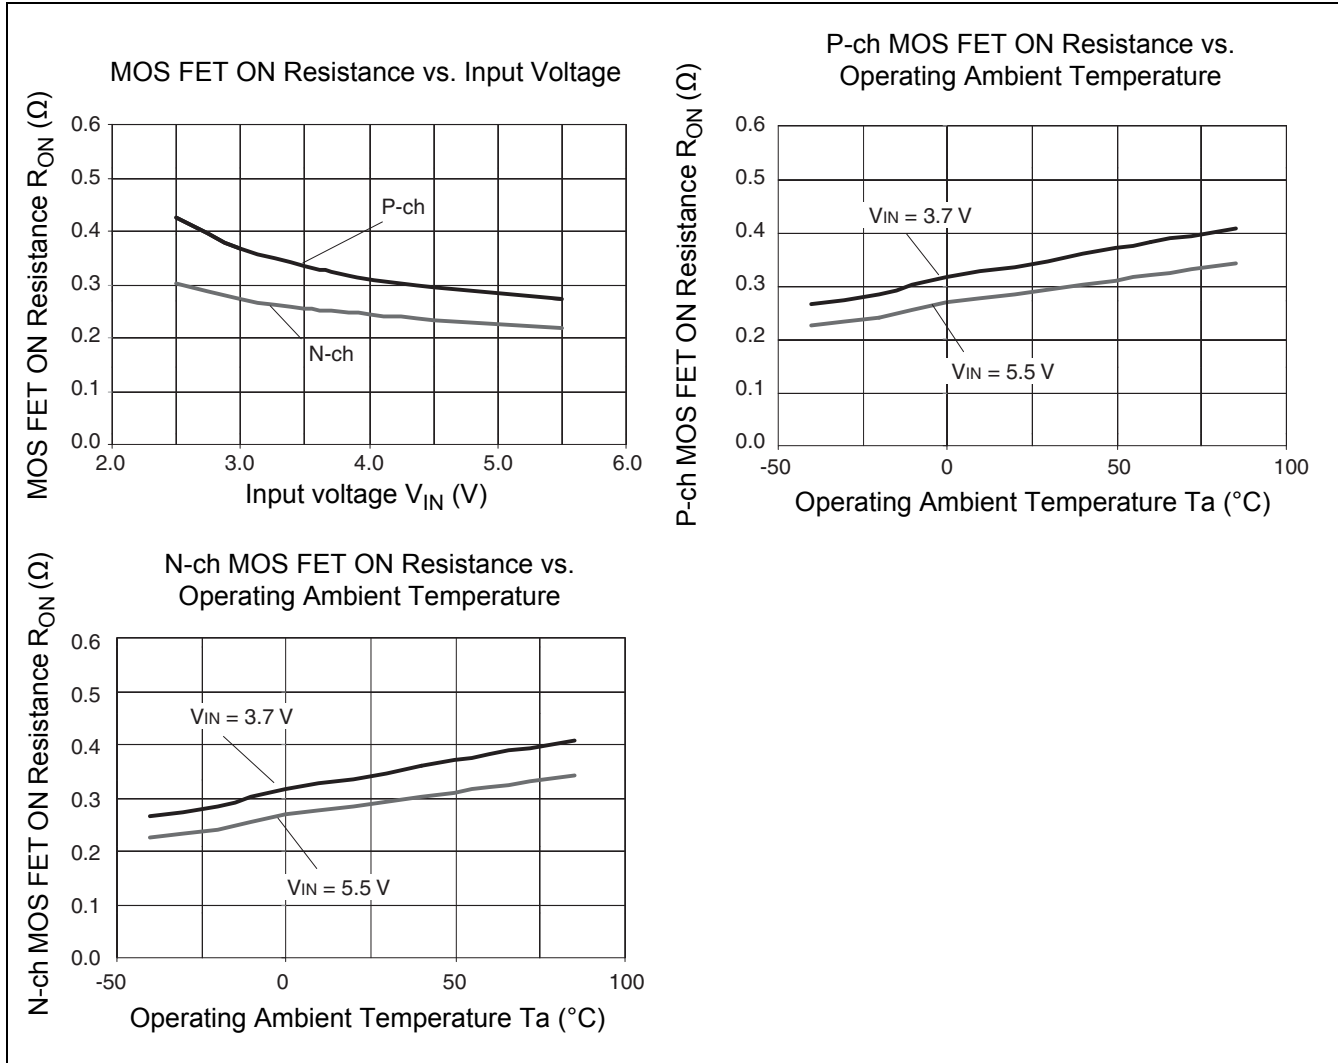 MOS FET ON Resistance vs. Input Voltage
MOS FET ON Resistance RON (Ω)
0.6
0.5
0.4
0.3
0.2
0.1
0.0
P-ch
N-ch
2.0 3.0 4.0 5.0 6.0
Input voltage VIN (V)
P-ch MOS FET ON Resistance vs.
Operating Ambient Temperature
P-ch MOS FET ON Resistance RON (Ω)
0.6
0.5
0.4
0.3
0.2
0.1
0.0
VIN = 3.7 V
VIN = 5.5 V
-50 0 50 100
Operating Ambient Temperature Ta (°C)
N-ch MOS FET ON Resistance vs.
Operating Ambient Temperature
N-ch MOS FET ON Resistance RON (Ω)
0.6
0.5
0.4
0.3
0.2
0.1
0.0
VIN = 3.7 V
VIN = 5.5 V
-50 0 50 100
Operating Ambient Temperature Ta (°C)